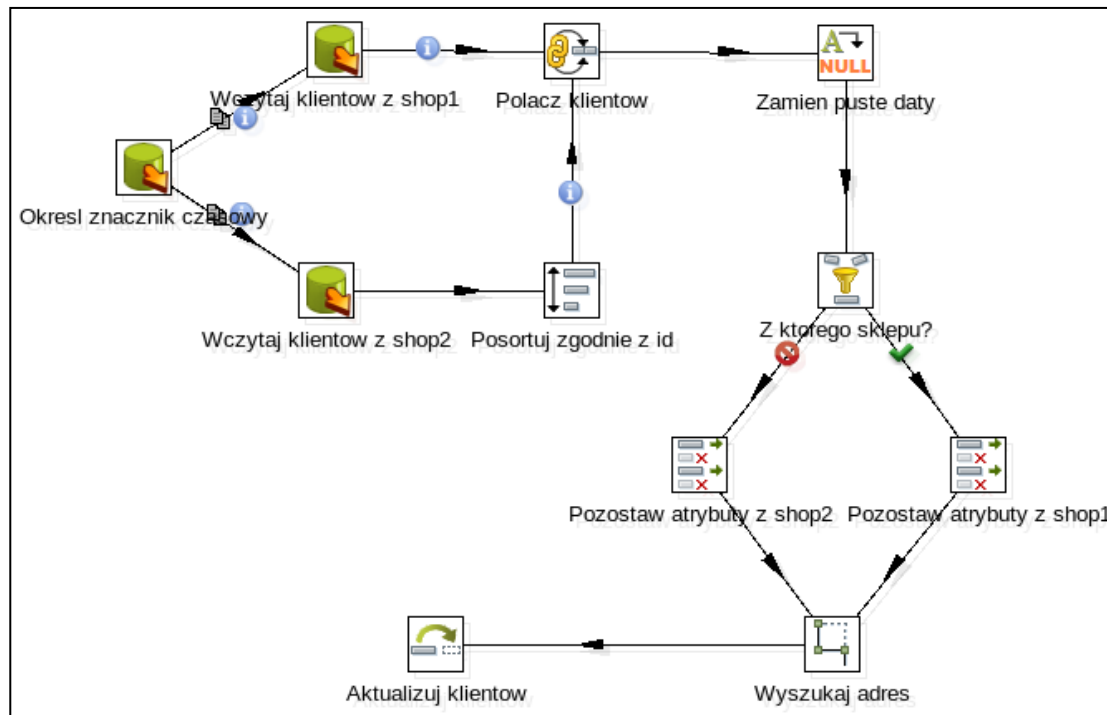 Wczytaj klientow z shop1
Polacz klientow
A
NULL
Zamien puste daty
Okresl znacznik czasowy
Wczytaj klientow z shop2
Posortuj zgodnie z id
Z ktorego sklepu?
Pozostaw atrybuty z shop2
Pozostaw atrybuty z shop1
Aktualizuj klientow
Wyszukaj adres